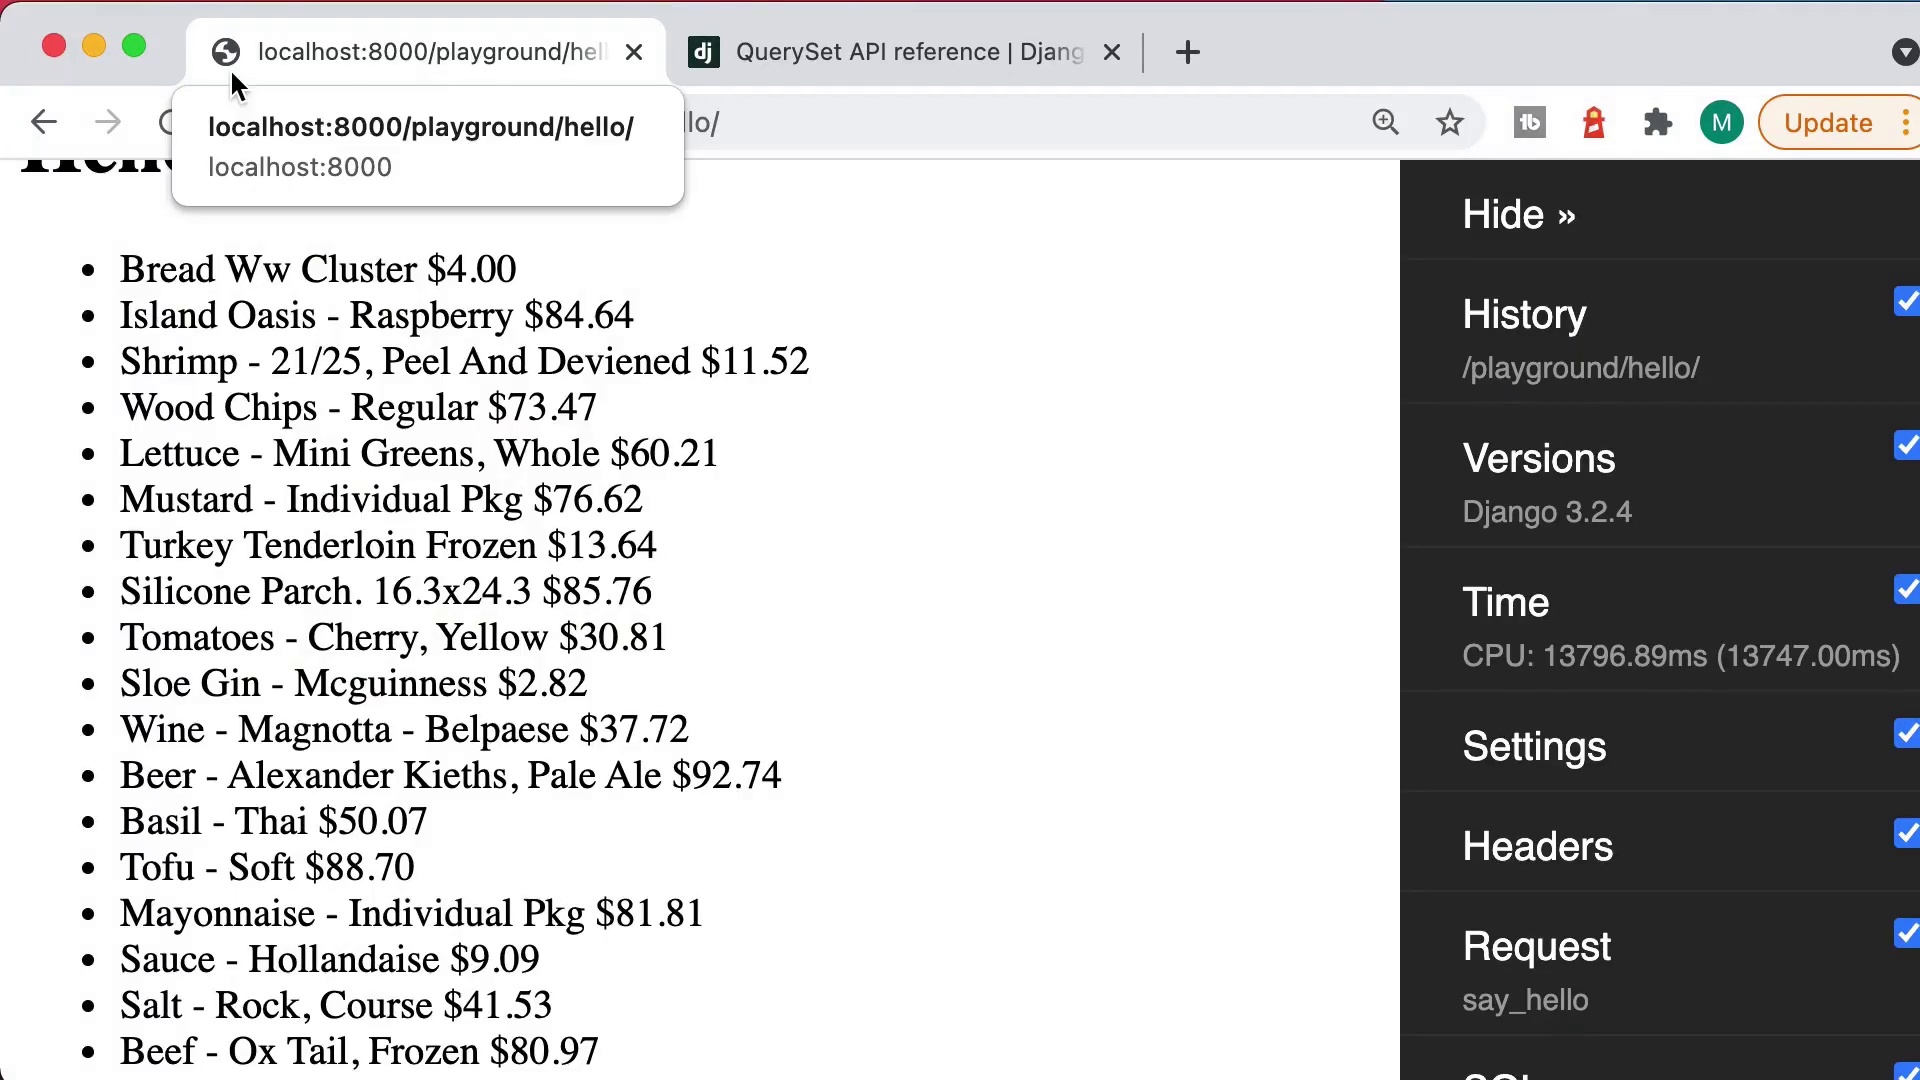 localhost:8000/playground/hel
QuerySet API reference | Djang
localhost:8000/playground/hello/
localhost:8000
lo/
M
Update
Bread Ww Cluster $4.00
Island Oasis - Raspberry $84.64
Shrimp - 21/25, Peel And Deviened $11.52
Wood Chips - Regular $73.47
Lettuce - Mini Greens, Whole $60.21
Mustard - Individual Pkg $76.62
Turkey Tenderloin Frozen $13.64
Silicone Parch. 16.3x24.3 $85.76
Tomatoes - Cherry, Yellow $30.81
Sloe Gin - Mcguinness $2.82
Wine - Magnotta - Belpaese $37.72
Beer - Alexander Kieths, Pale Ale $92.74
Basil - Thai $50.07
Tofu - Soft $88.70
Mayonnaise - Individual Pkg $81.81
Sauce - Hollandaise $9.09
Salt - Rock, Course $41.53
Beef - Ox Tail, Frozen $80.97
Hide »
History
/playground/hello/
Versions
Django 3.2.4
Time
CPU: 13796.89ms (13747.00ms)
Settings
Headers
Request
say_hello